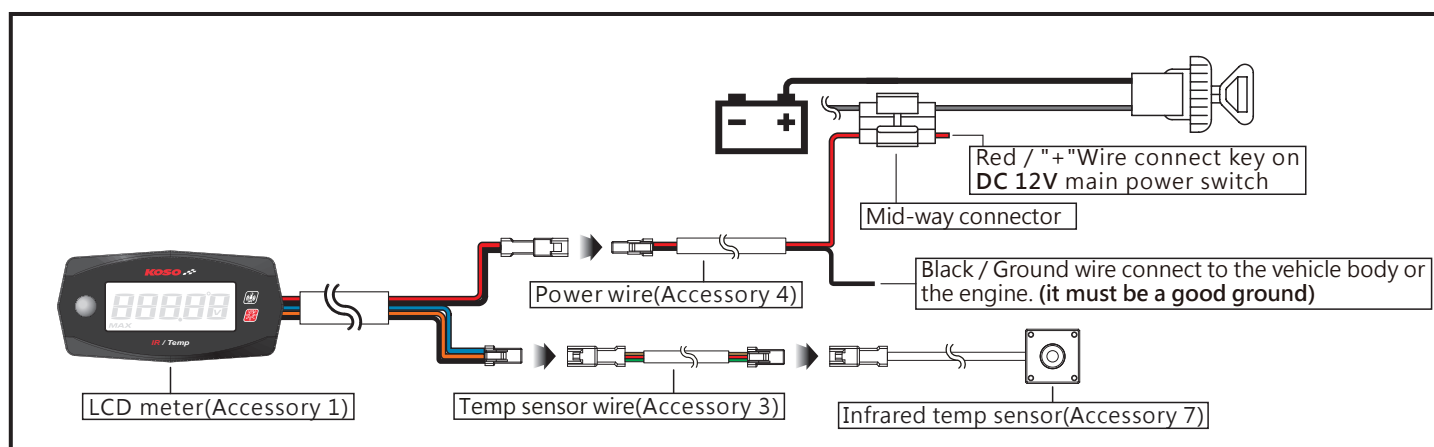 Red / "+"Wire connect key on
DC 12V main power switch
Mid-way connector
Black / Ground wire connect to the vehicle body or
the engine. (it must be a good ground)
Power wire(Accessory 4)
KOSO
88888
V
MAX
iR / Temp
LCD meter(Accessory 1)
Temp sensor wire(Accessory 3)
Infrared temp sensor(Accessory 7)